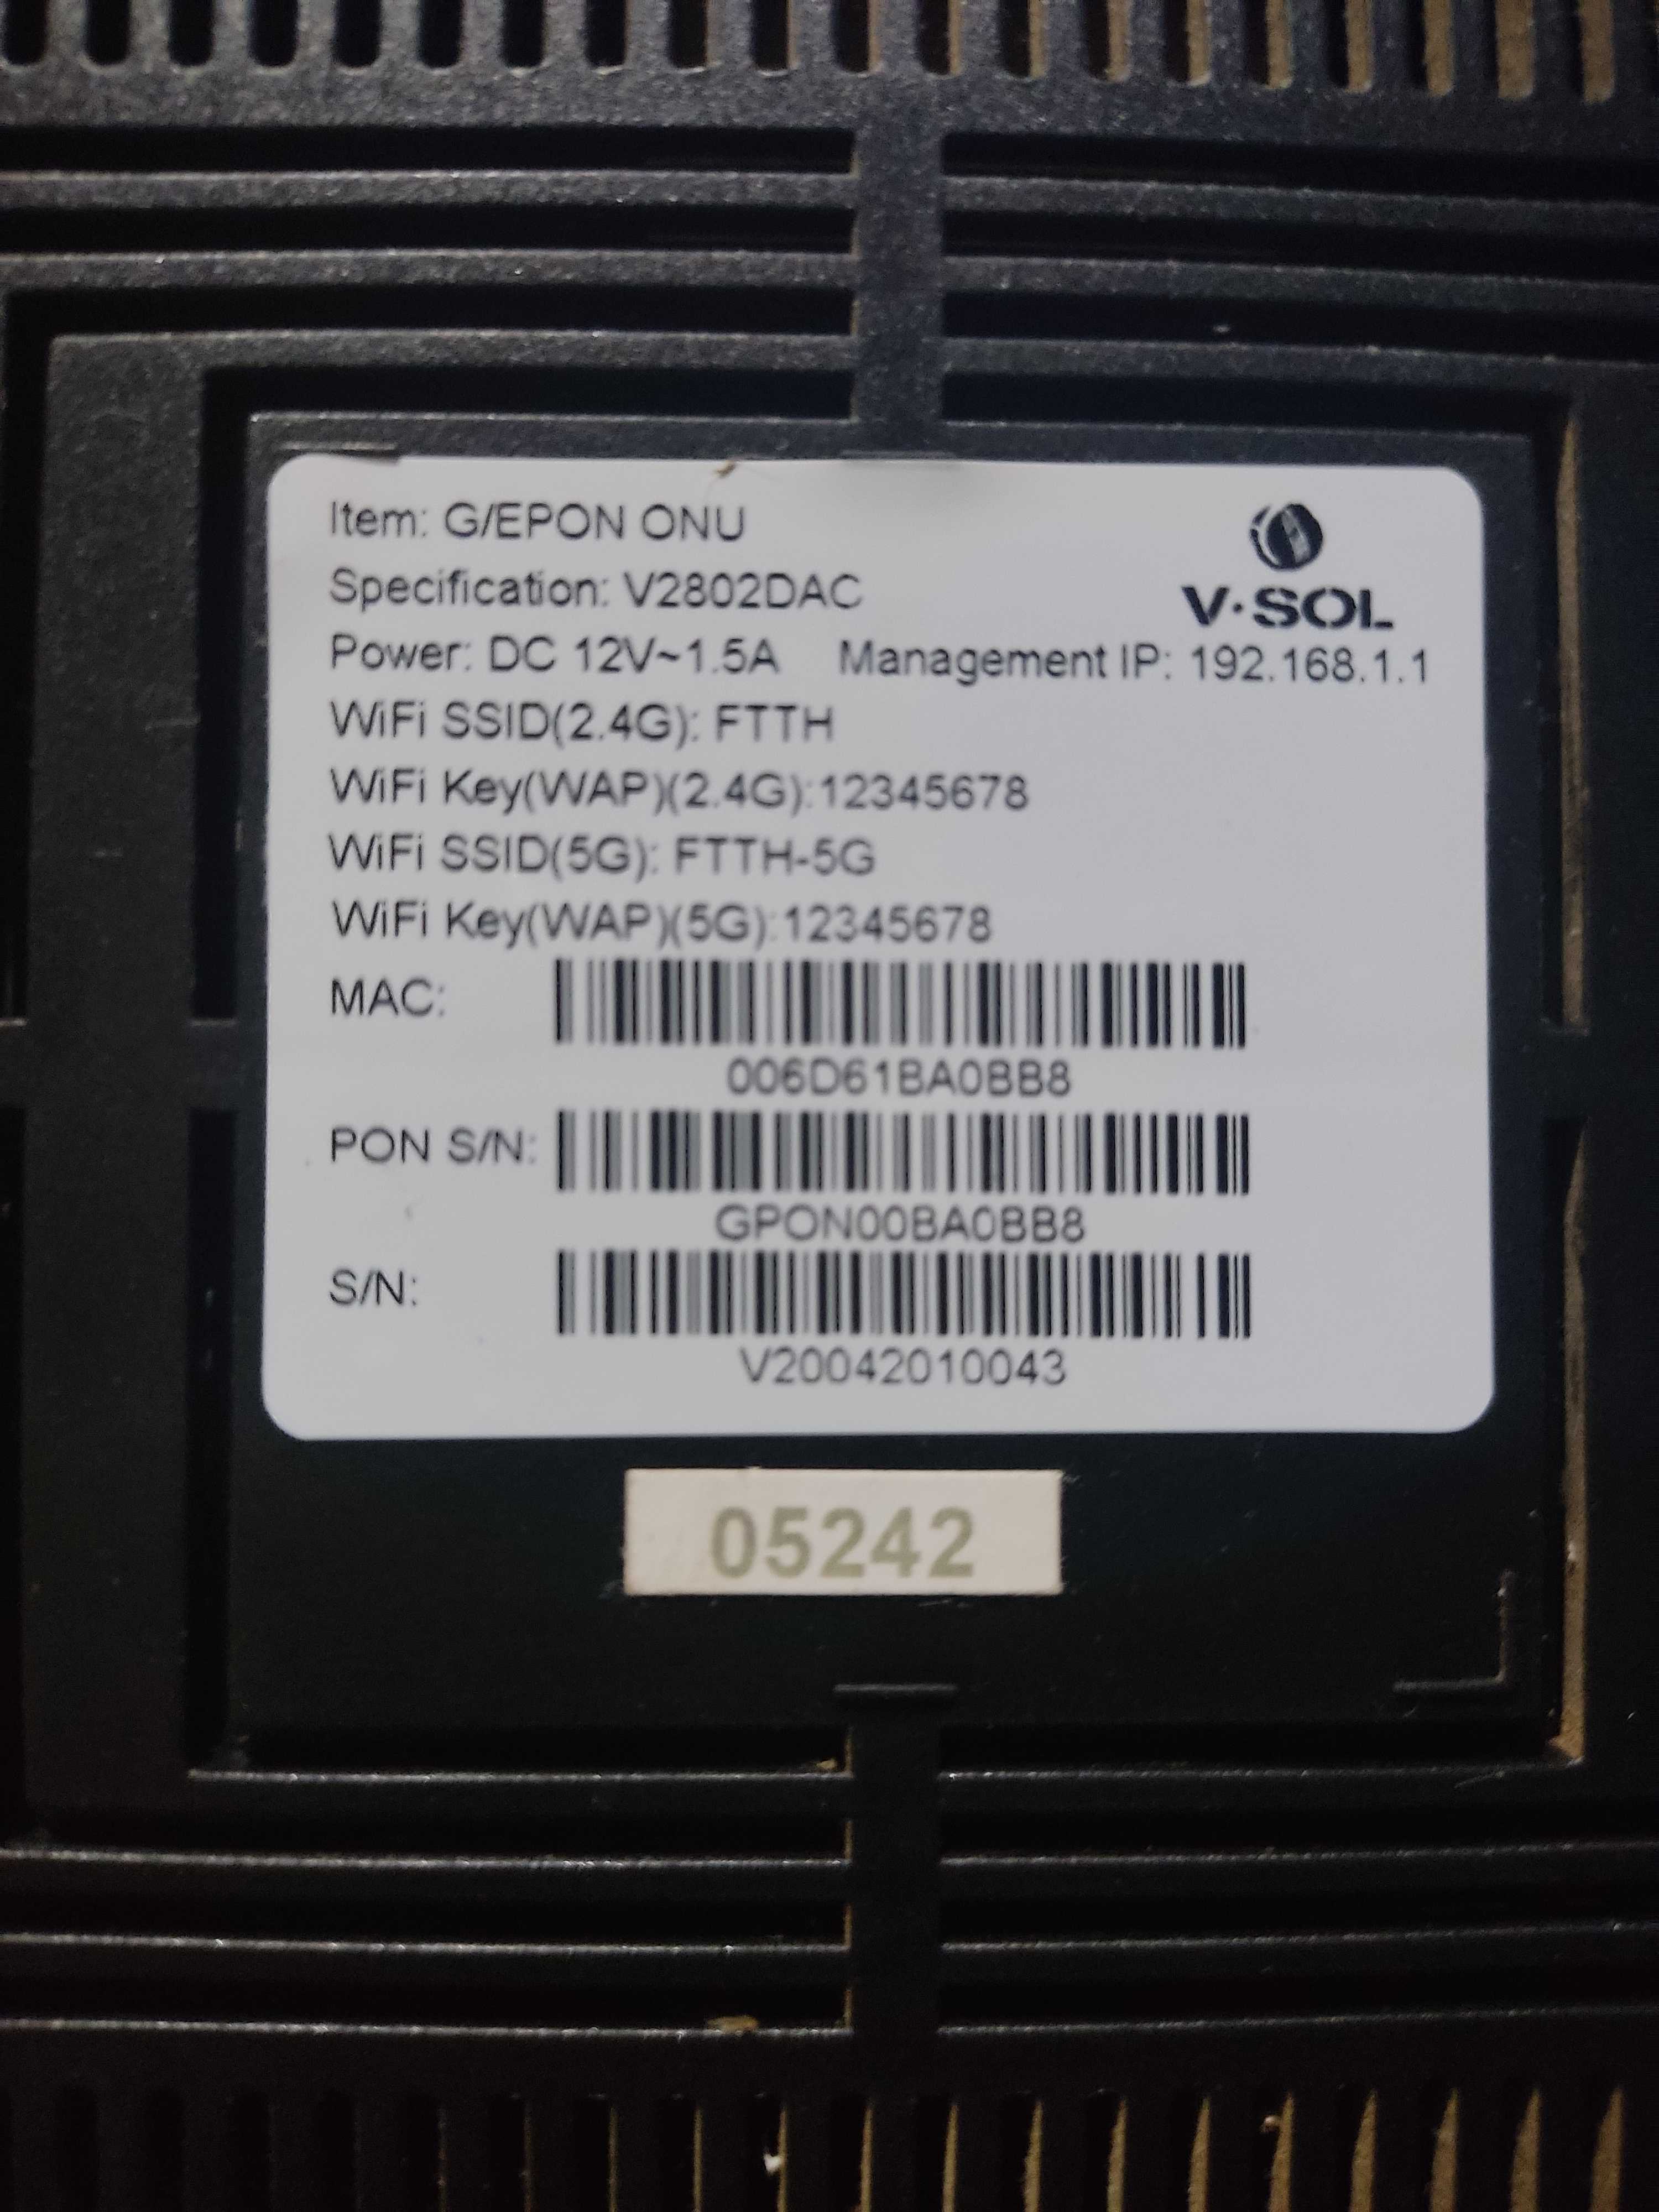 Item: G/EPON ONU
V·SOL
Specification: V2802DAC
Power: DC 12V~1.5A Management IP: 192.168.1.1
WiFi SSID(2.4G): FTTH
WiFi Key(WAP)(2.4G):12345678
WiFi SSID(5G): FTTH-5G
WiFi Key(WAP)(5G):12345678
MAC:
006D61BA0BB8
PON S/N:
GPON00BA0BB8
S/N:
V20042010043
05242